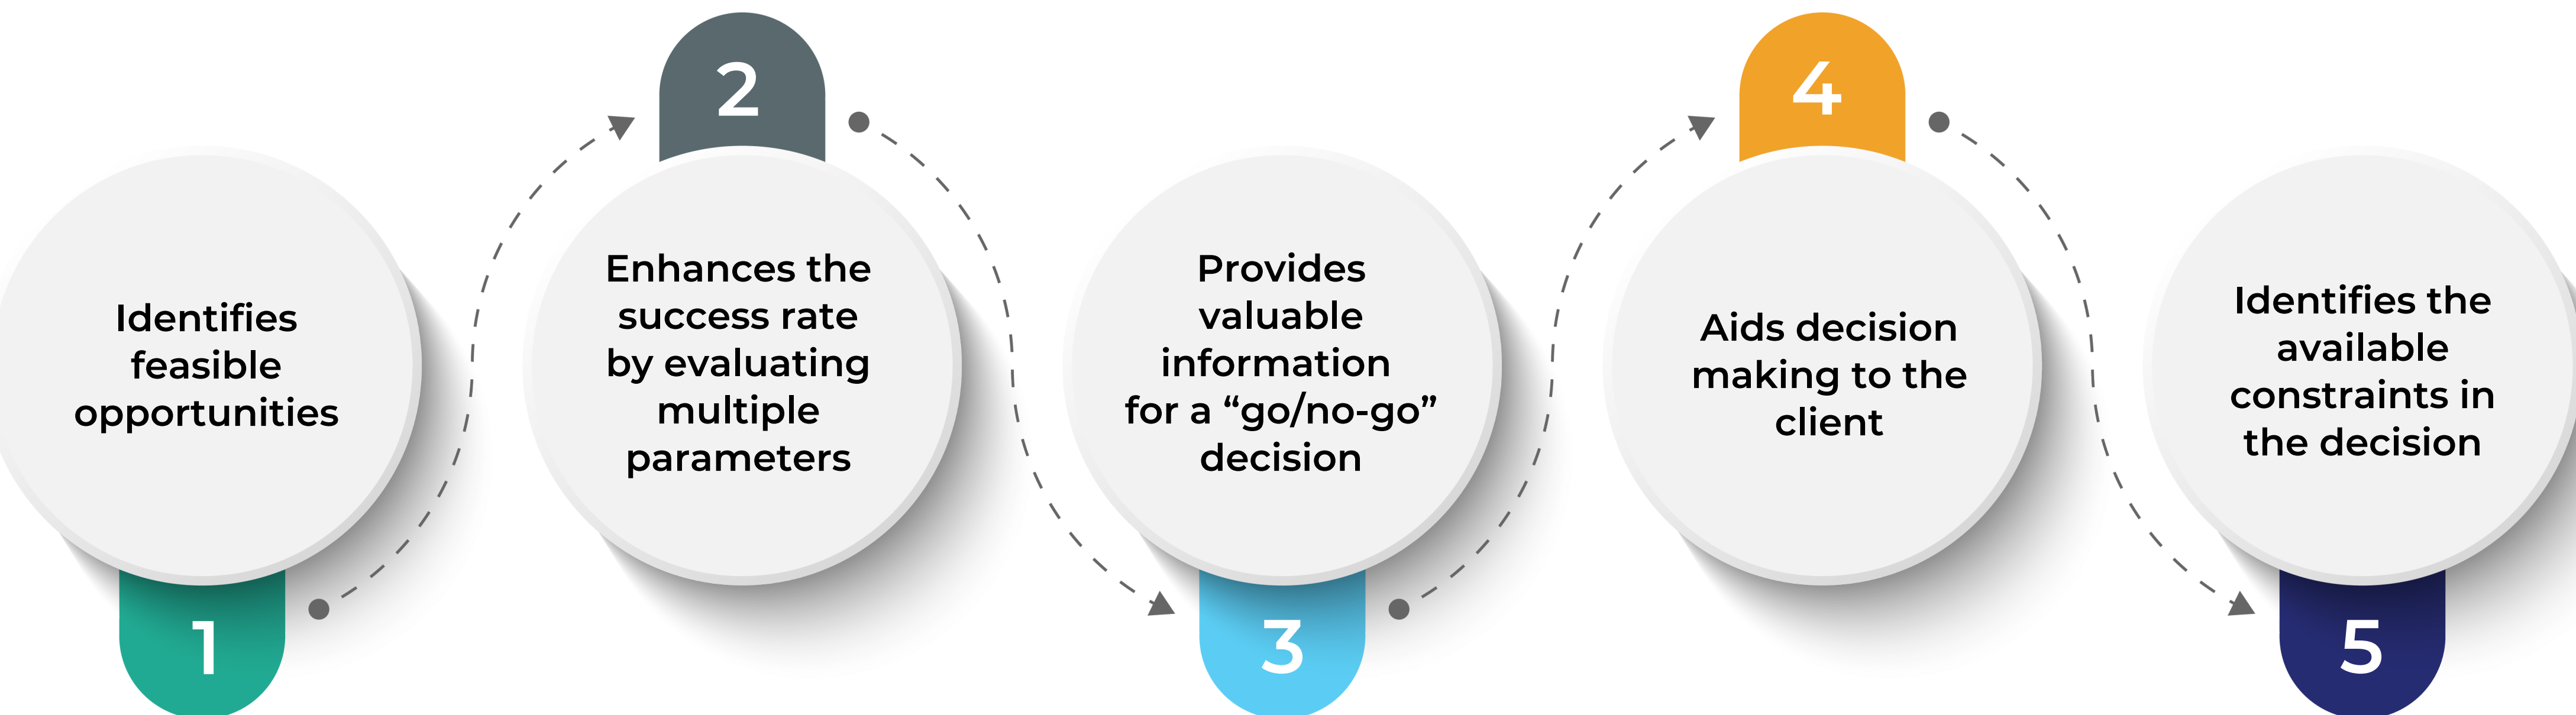 1
Identifies
feasible
opportunities
2
Enhances the
success rate
by evaluating
multiple
parameters
3
Provides
valuable
information
for a “go/no-go”
decision
4
Aids decision
making to the
client
5
Identifies the
available
constraints in
the decision